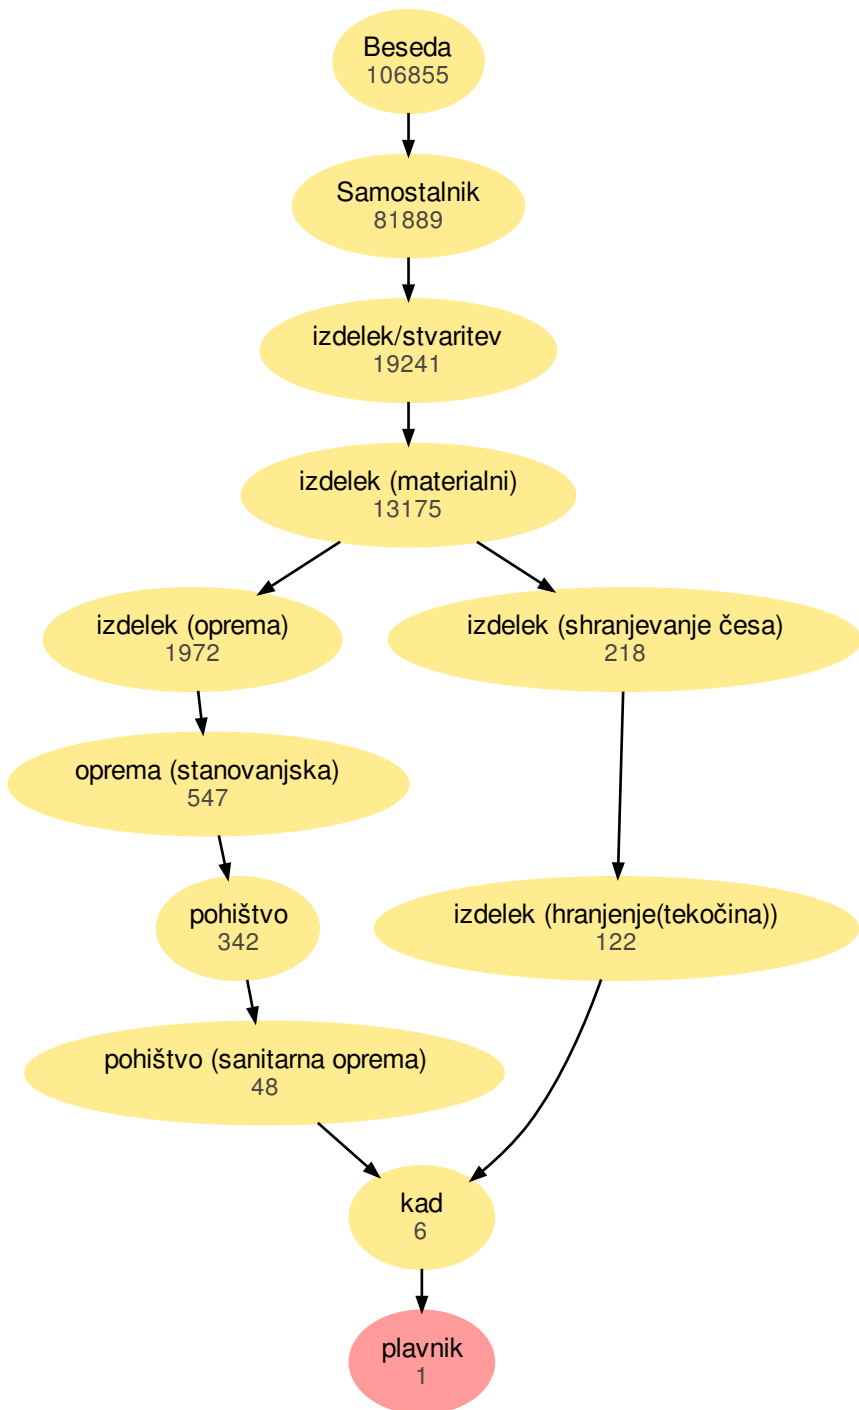 Beseda
106855
Samostalnik
81889
izdelek/stvaritev
19241
izdelek (materialni)
13175
izdelek (oprema)
1972
izdelek (shranjevanje česa)
218
oprema (stanovanjska)
547
pohištvo
342
izdelek (hranjenje(tekočina))
122
pohištvo (sanitarna oprema)
48
kad
6
plavnik
1